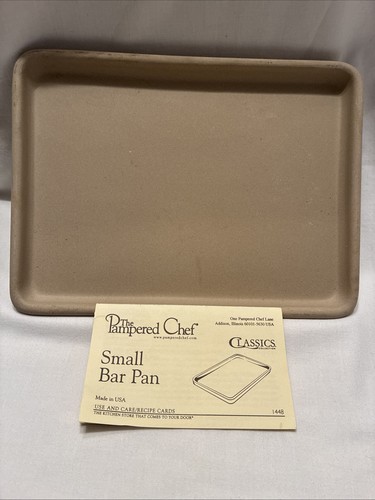 The Pampered Chef®
www.pamperedchef.com
One Pampered Chef Lane
Addison, Illinois 60101-5630 USA
CLASSICS
COLLECTION
Small
Bar Pan
Made in USA
USE AND CARE/RECIPE CARDS
THE KITCHEN STORE THAT COMES TO YOUR DOOR®
1448